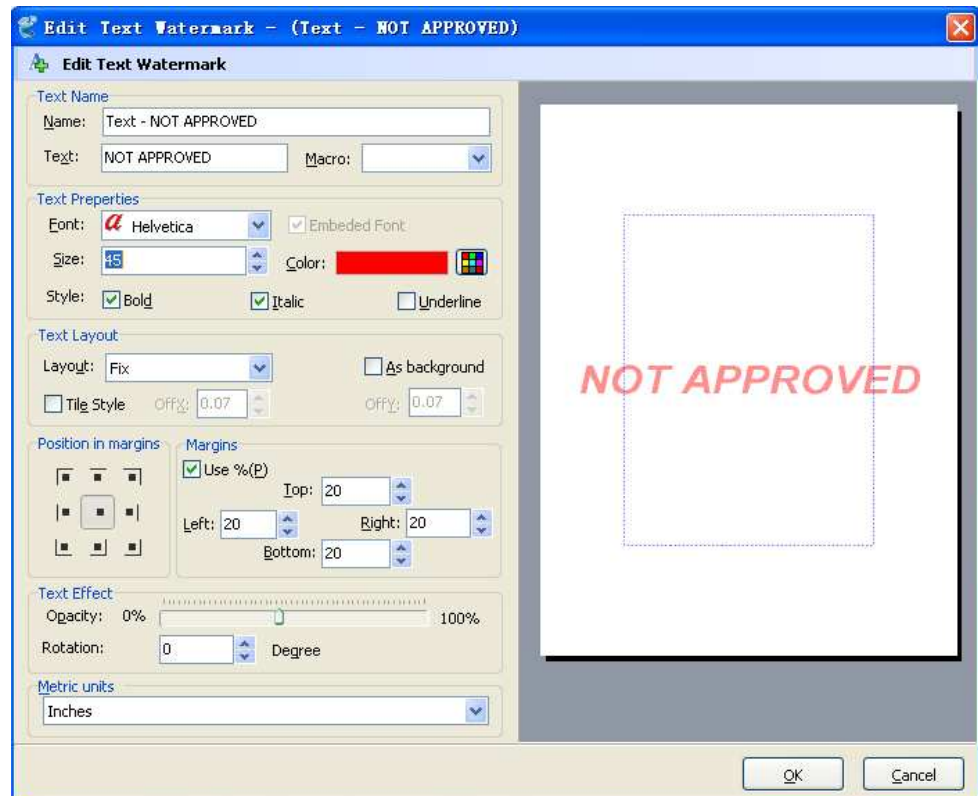 Edit Text Watermark - (Text - NOT APPROVED)
Edit Text Watermark
Text Name
Name: Text - NOT APPROVED
Text: NOT APPROVED Macro:
Text Preperties
Font: a Helvetica Embeded Font
Size: 45 Color:
Style: Bold Italic Underline
Text Layout
Layout: Fix As background
Tile Style OffX: 0.07 OffY: 0.07
NOT APPROVED
Position in margins Margins
Use %(P)
Top: 20
Left: 20 Right: 20
Bottom: 20
Text Effect
Opacity: 0% 100%
Rotation: 0 Degree
Metric units
Inches
OK Cancel